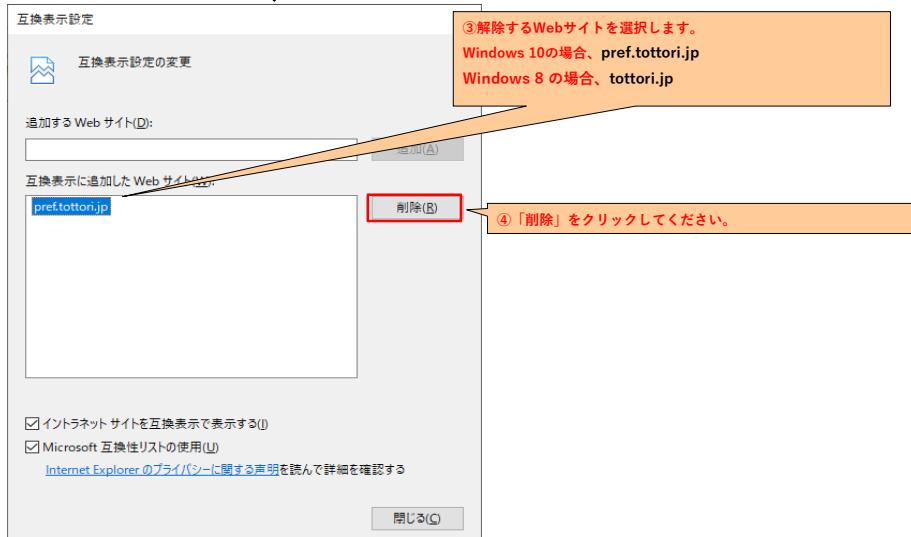 互換表示設定
③解除するWebサイトを選択します。
Windows 10の場合、pref.tottori.jp
Windows 8 の場合、tottori.jp
互換表示設定の変更
追加する Web サイト(D):
追加(A)
互換表示に追加した Web サイト(W):
pref.tottori.jp
削除(R)
④「削除」をクリックしてください。
イントラネット サイトを互換表示で表示する(I)
Microsoft 互換性リストの使用(U)
Internet Explorer のプライバシーに関する声明を読んで詳細を確認する
閉じる(C)